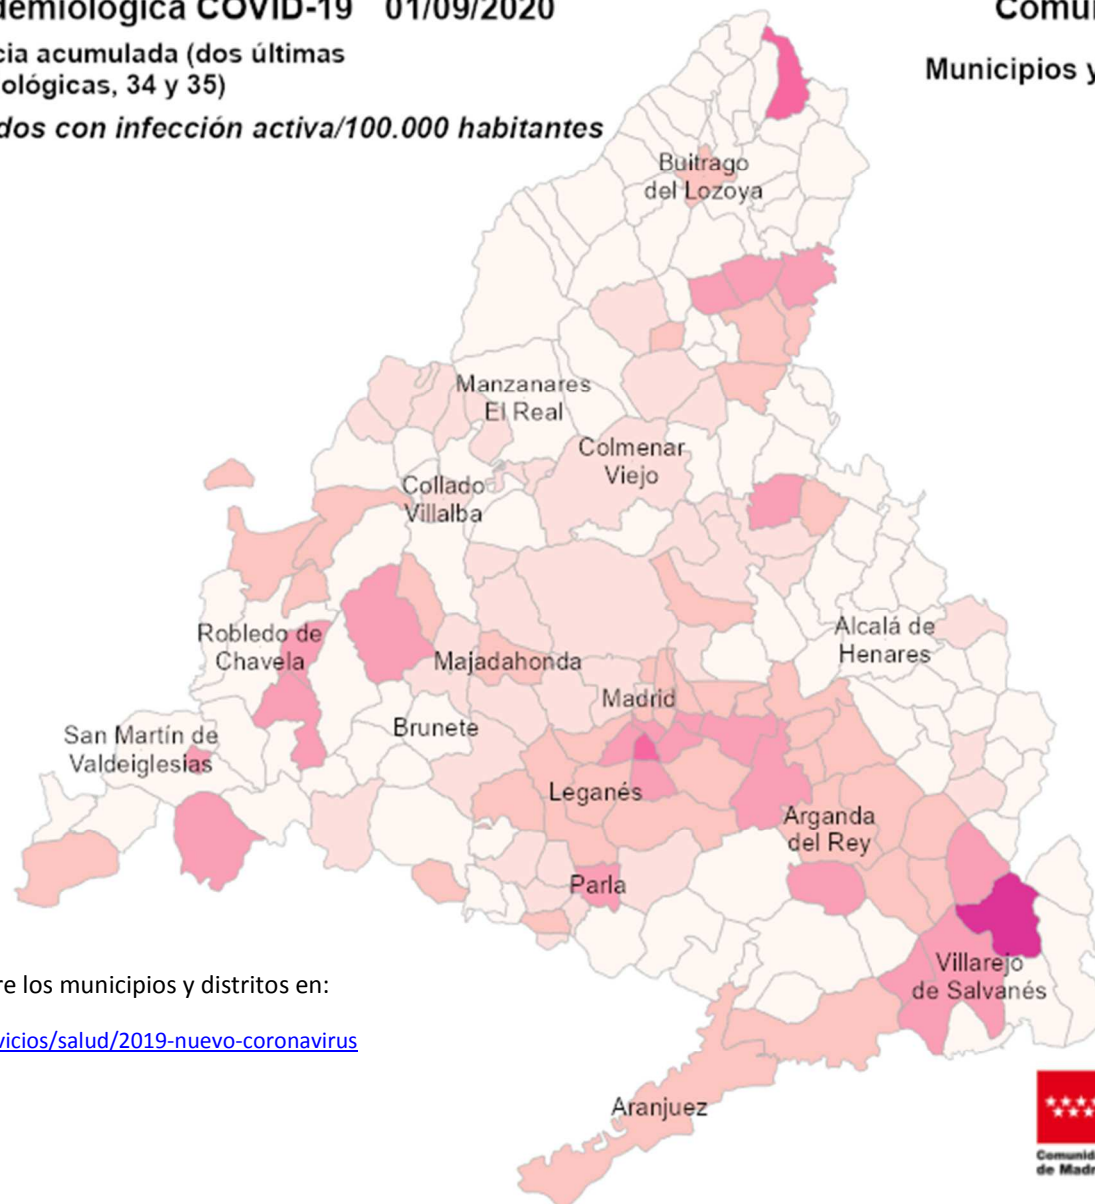 demiológica COVID-19 01/09/2020
Comu
cia acumulada (dos últimas
ológicas, 34 y 35)
Municipios y
dos con infección activa/100.000 habitantes
Buitrago
del Lozoya
Manzanares
El Real
Colmenar
Viejo
Collado
Villalba
Robledo de
Chavela
Majadahonda
Alcalá de
Henares
Madrid
Brunete
San Martín de
Valdeiglesias
Leganés
Arganda
del Rey
Parla
Villarejo
de Salvanés
re los municipios y distritos en:
vicios/salud/2019-nuevo-coronavirus
Aranjuez
Comunid
de Madr